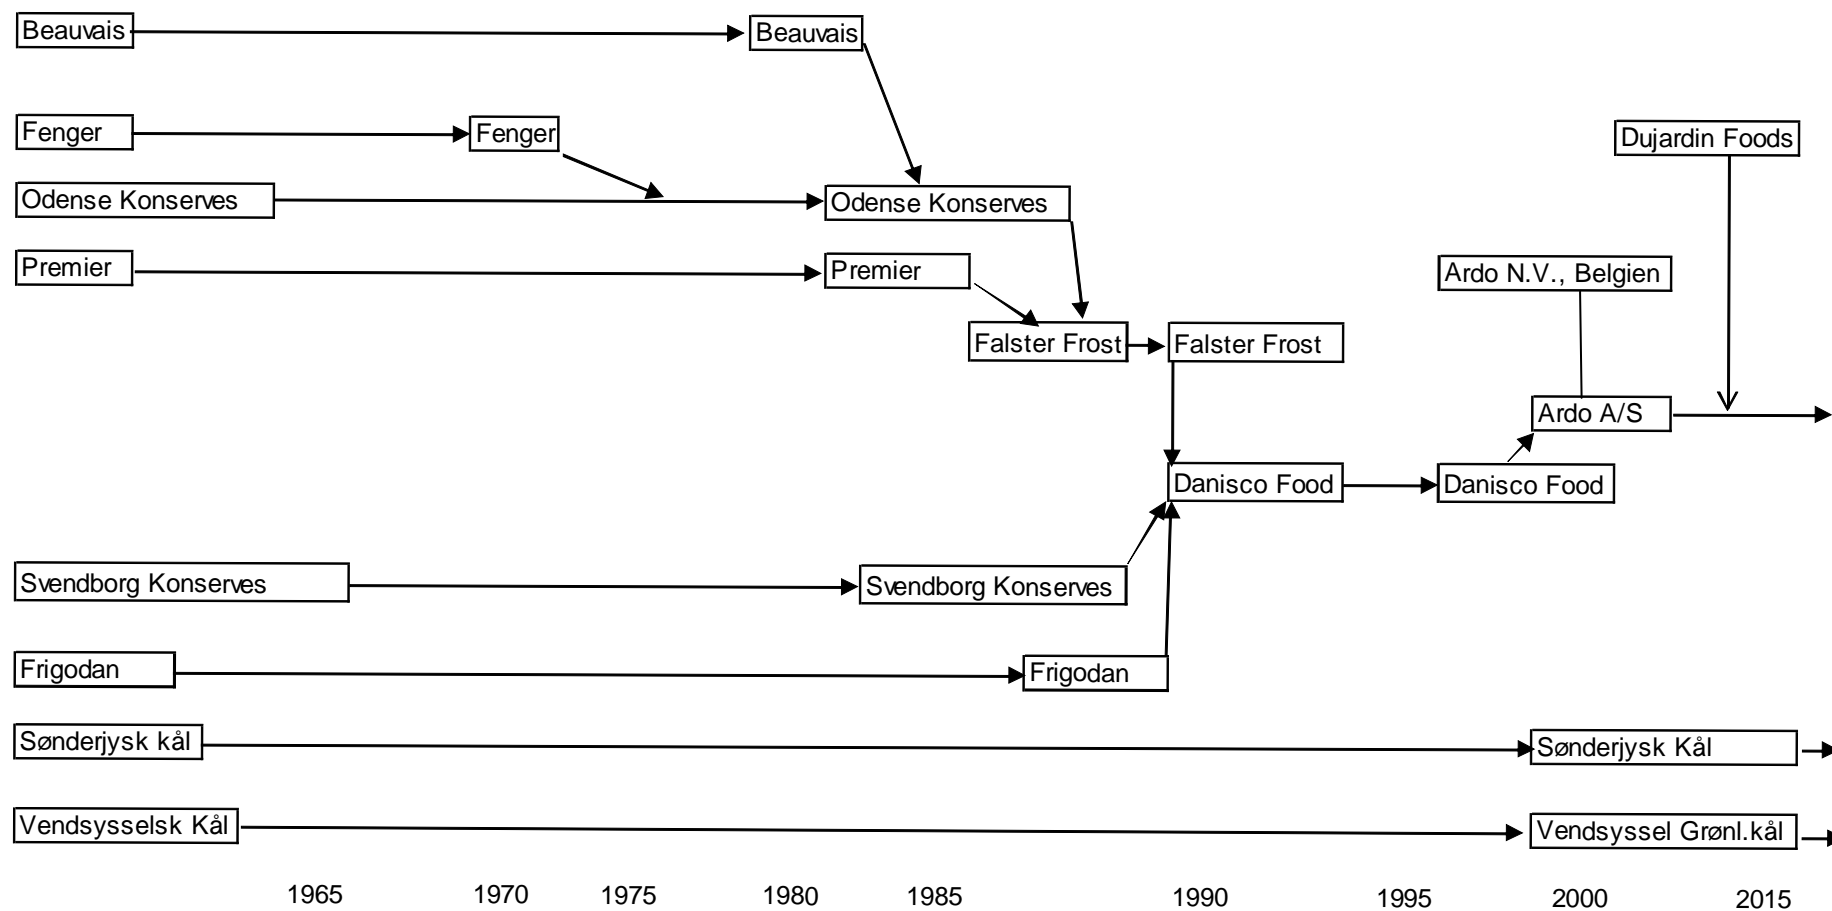 Beauvais
Beauvais
Fenger
Fenger
Dujardin Foods
Odense Konserves
Odense Konserves
Premier
Premier
Ardo N.V., Belgien
Falster Frost
Falster Frost
Ardo A/S
Danisco Food
Danisco Food
Svendborg Konserves
Svendborg Konserves
Frigodan
Frigodan
Sønderjysk kål
Sønderjysk Kål
Vendsysselsk Kål
Vendsyssel Grønl.kål
1965 1970 1975 1980 1985 1990 1995 2000 2015